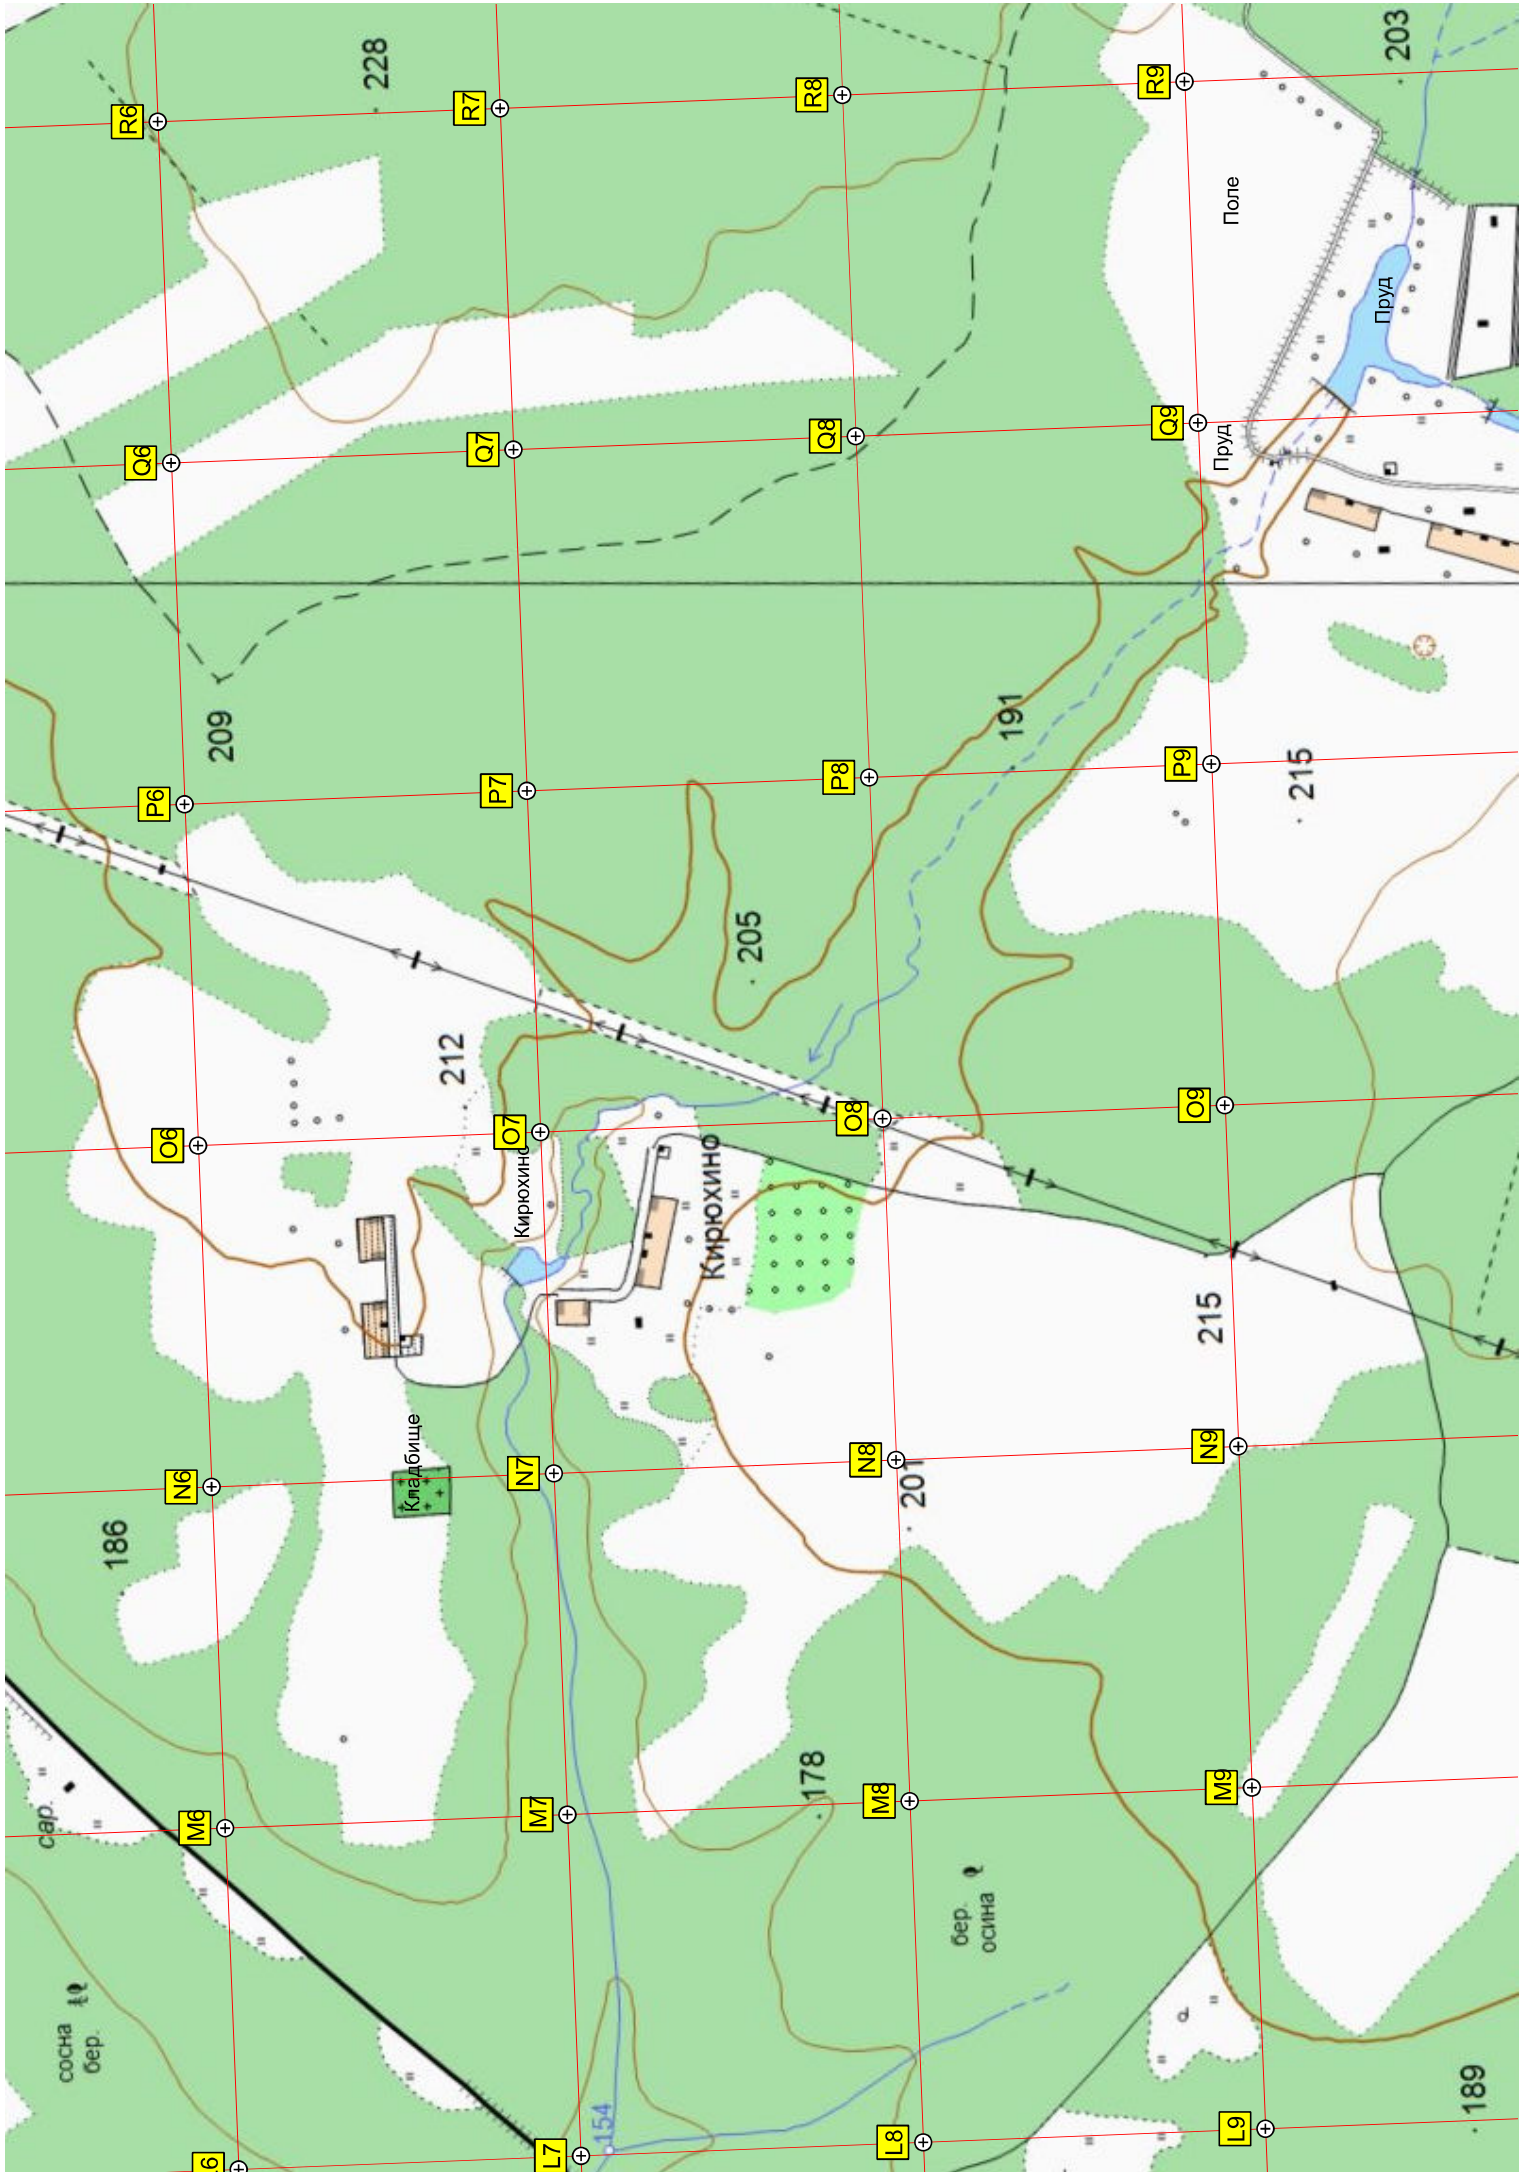 R6
228
R7
R8
R9
203
Поле
Пруд
Q6
Q7
Q8
Q9
Пруд
209
191
P6
P7
P8
P9
215
205
212
O6
O7
O8
O9
Кирюхино
Кирюхино
215
Кладбище
N6
N7
N8
N9
186
201
сар.
M6
M7
M8
M9
178
бер.
осина
сосна
бер.
154
L7
L8
L9
189